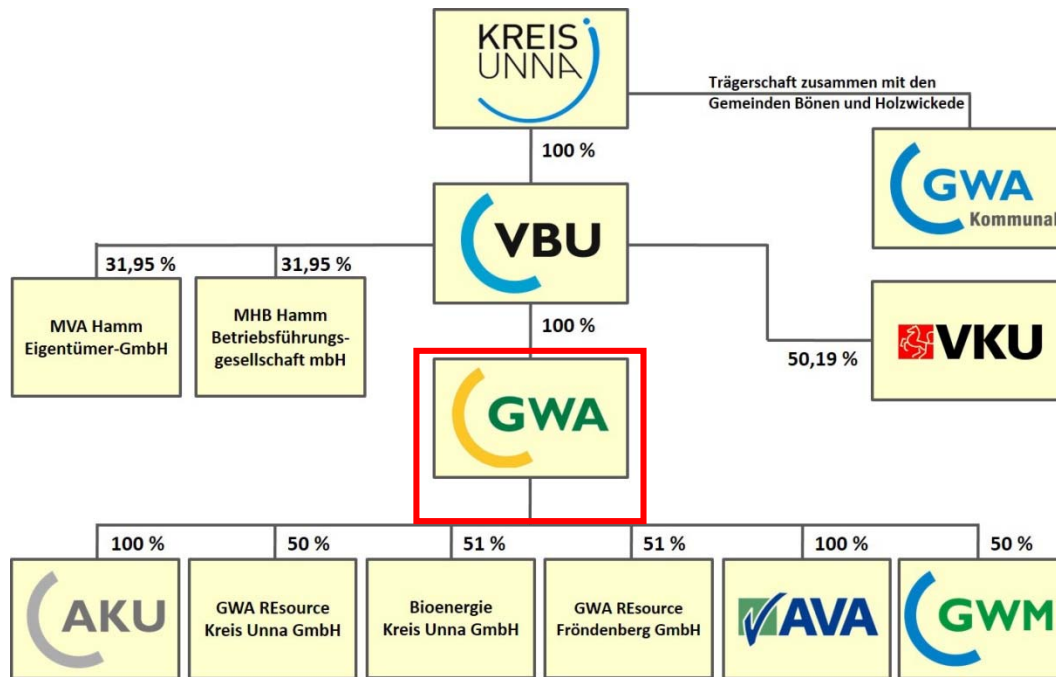 KREIS
UNNA
Trägerschaft zusammen mit den
Gemeinden Bönen und Holzwickede
100 %
GWA
Kommunal
VBU
31,95 %
31,95 %
MVA Hamm
Eigentümer-GmbH
MHB Hamm
Betriebsführungs-
gesellschaft mbH
100 %
50,19 %
VKU
GWA
100 %
50 %
51 %
51 %
100 %
50 %
AKU
GWA REsource
Kreis Unna GmbH
Bioenergie
Kreis Unna GmbH
GWA REsource
Fröndenberg GmbH
AVA
GWM